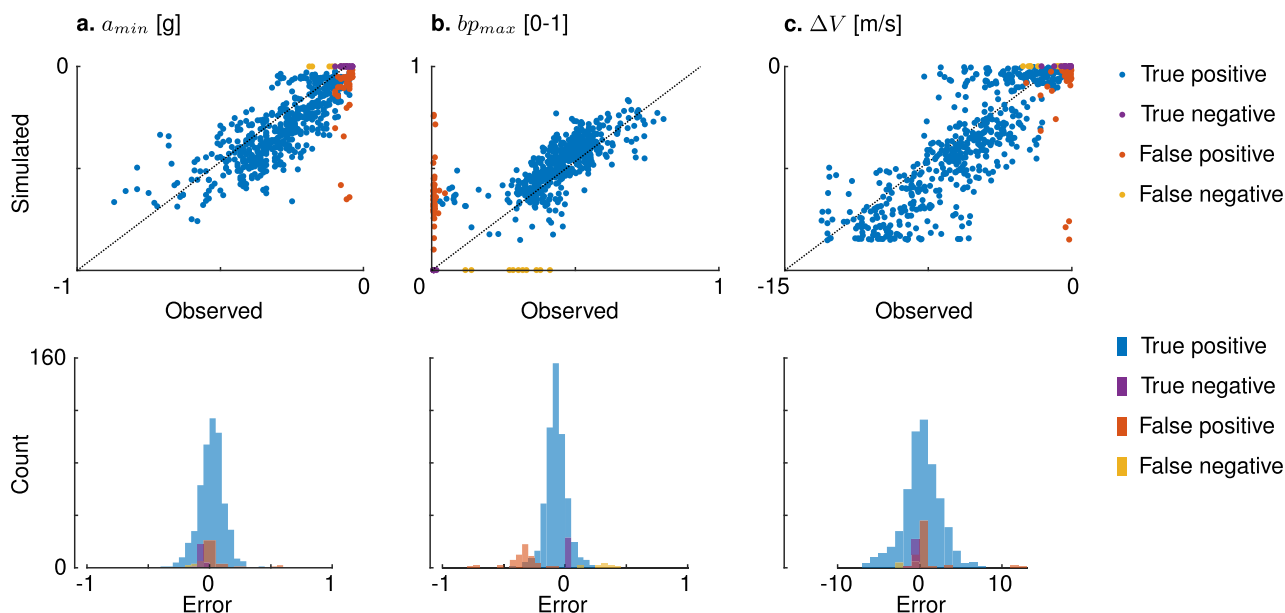 a. a_min [g]
b. bp_max [0-1]
c. ΔV [m/s]
0
Simulated
-1
0
Observed
1
0
1
Observed
0
-15
0
Observed
True positive
True negative
False positive
False negative
160
Count
0
-1
0
1
Error
-1
0
1
Error
-10
0
10
Error
True positive
True negative
False positive
False negative